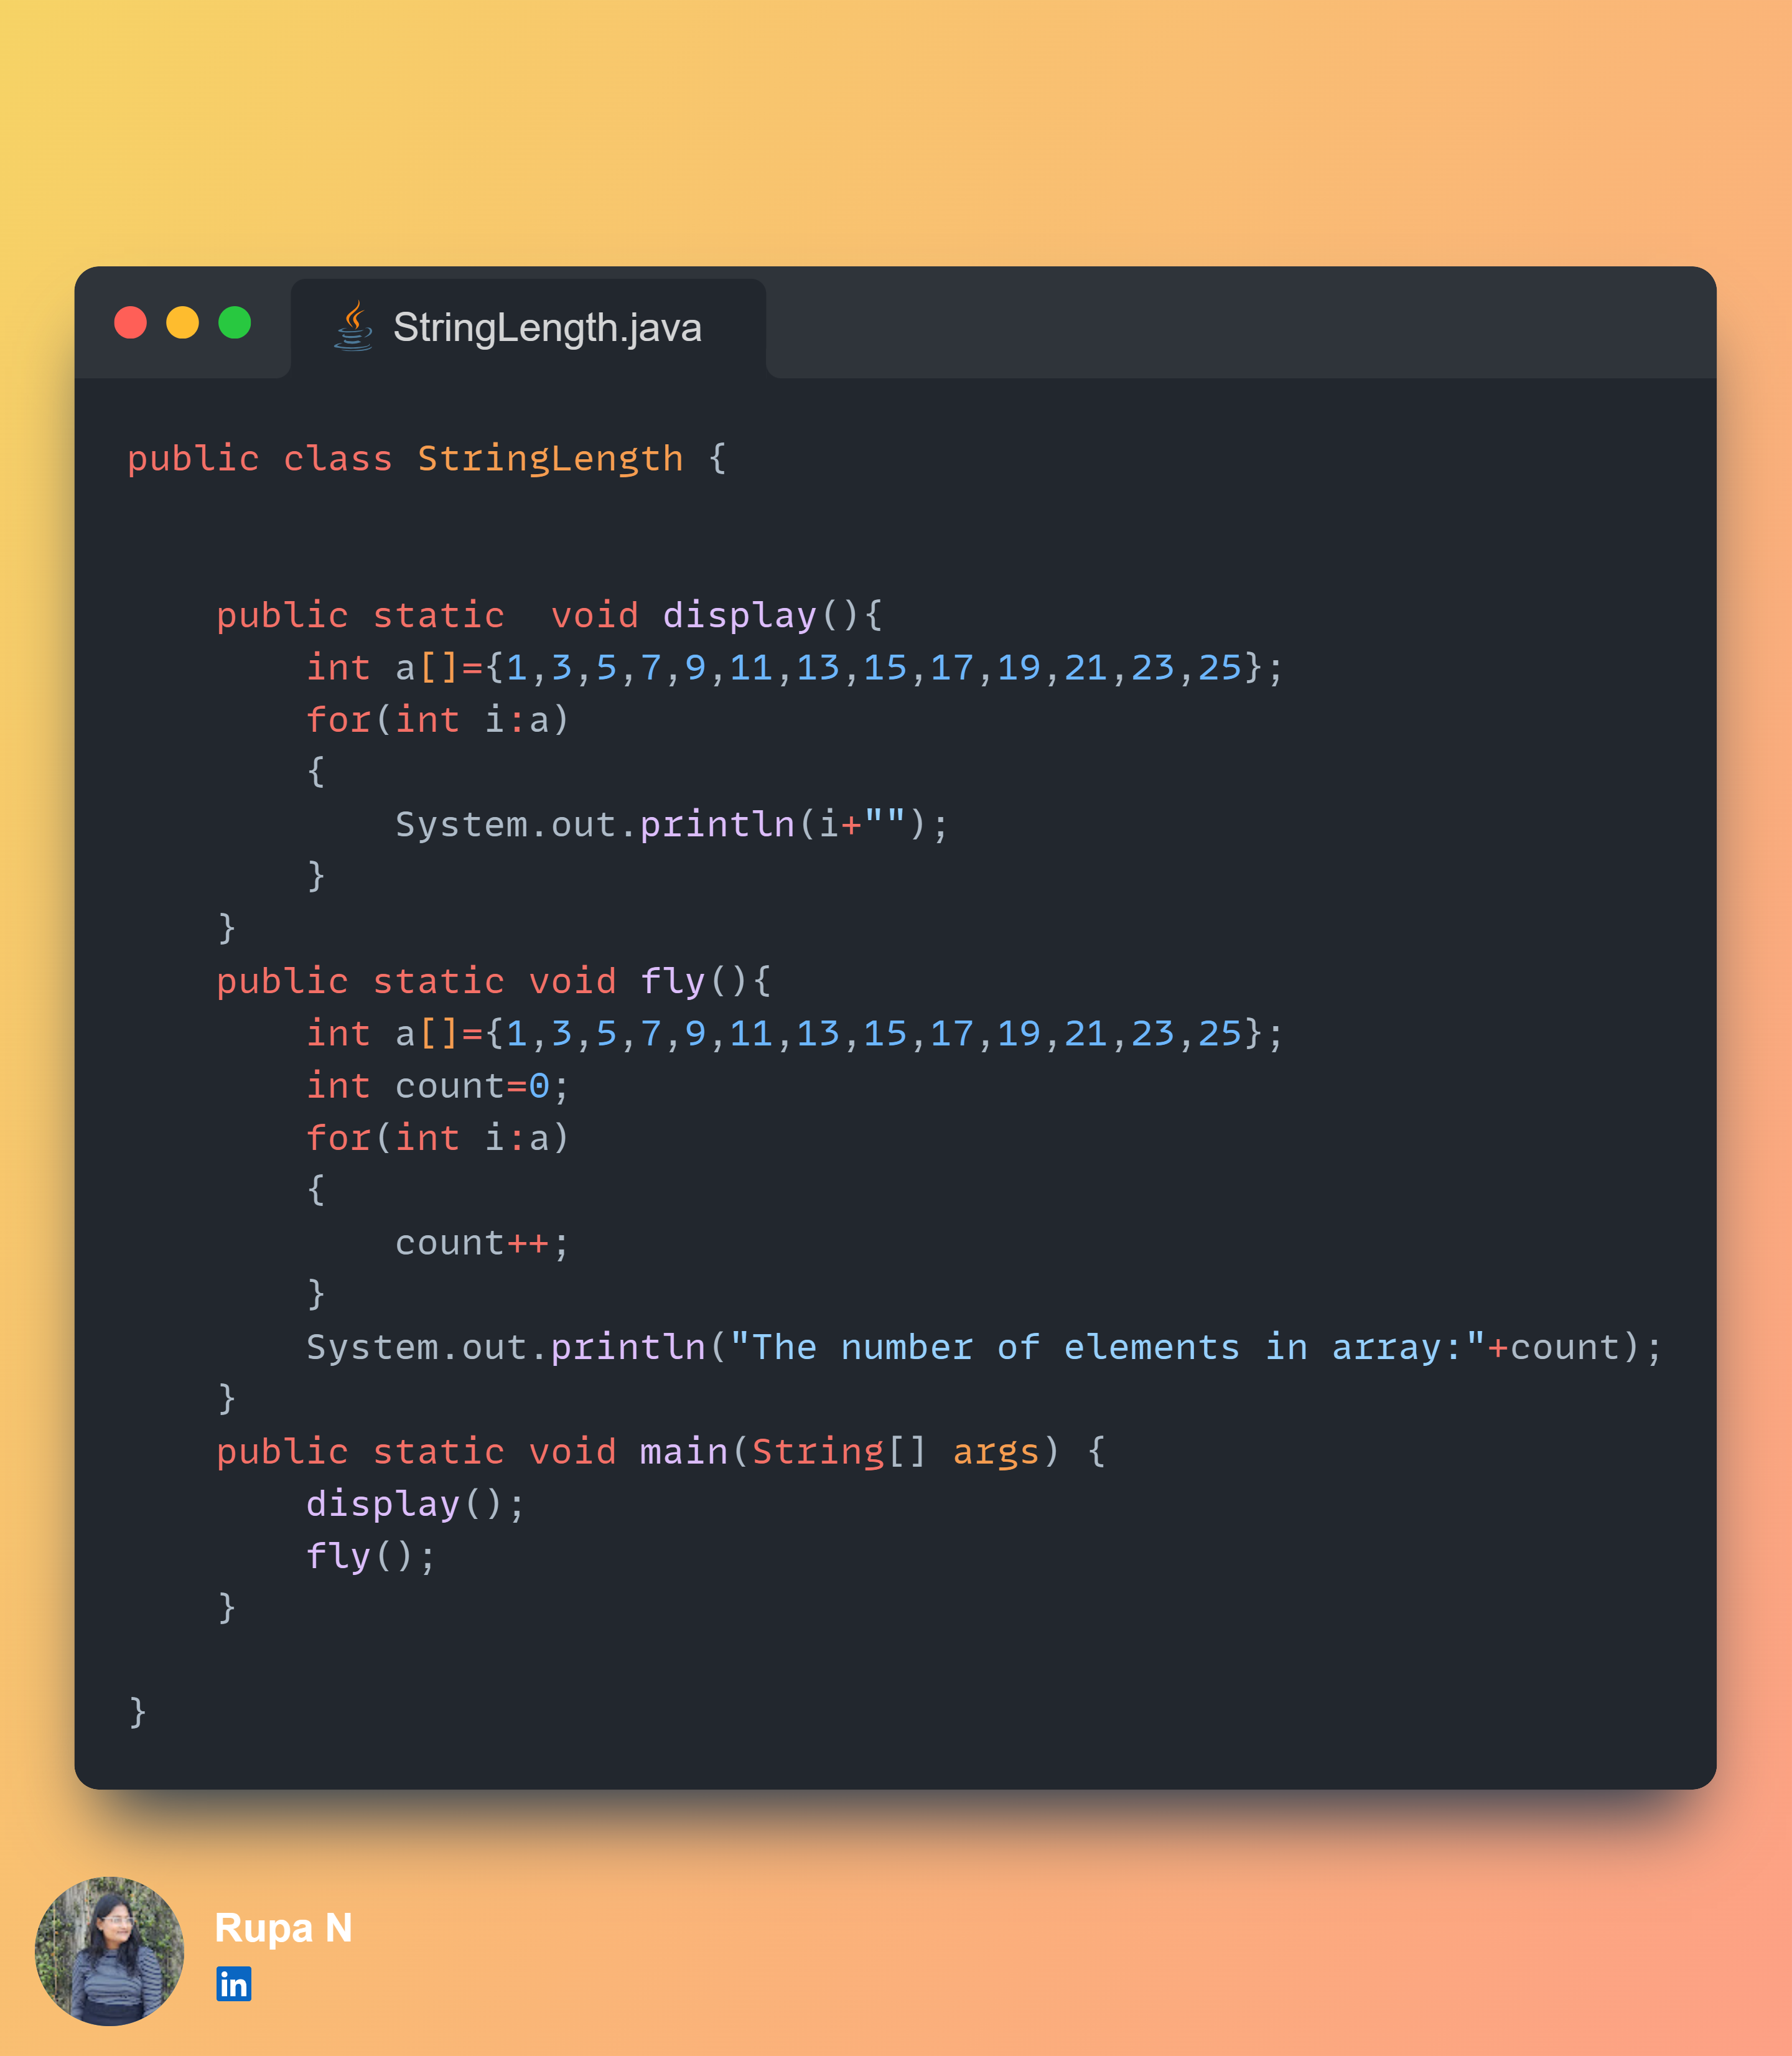 StringLength.java
public class StringLength {
public static  void display(){
int a[]={1,3,5,7,9,11,13,15,17,19,21,23,25};
for(int i:a)
{
System.out.println(i+"");
}
}
public static void fly(){
int a[]={1,3,5,7,9,11,13,15,17,19,21,23,25};
int count=0;
for(int i:a)
{
count++;
}
System.out.println("The number of elements in array:"+count);
}
public static void main(String[] args) {
display();
fly();
}
}
Rupa N
in